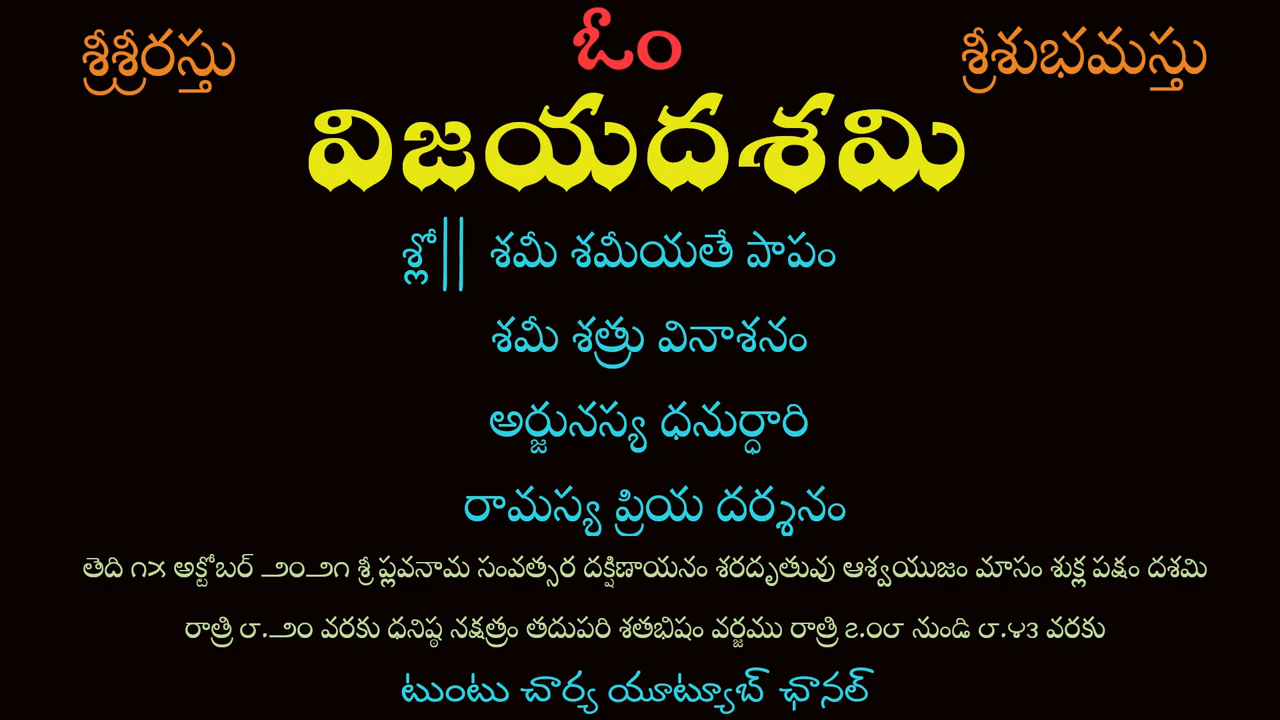 శ్రీశ్రీరస్తు ఓం శ్రీశుభమస్తు
విజయదశమి
శ్లో|| శమీ శమీయతే పాపం
శమీ శత్రు వినాశనం
అర్జునస్య ధనుర్ధారి
రామస్య ప్రియ దర్శనం
తెది ౧౫ అక్టోబర్ ౨౦౨౧ శ్రీ ప్లవనామ సంవత్సర దక్షిణాయనం శరదృతువు ఆశ్వయుజం మాసం శుక్ల పక్షం దశమి
రాత్రి ౮.౨౦ వరకు ధనిష్ఠ నక్షత్రం తదుపరి శతభిషం వర్జము రాత్రి ౭.౦౮ నుండి ౮.౪౩ వరకు
టుంటు చార్య యూట్యూబ్ ఛానల్